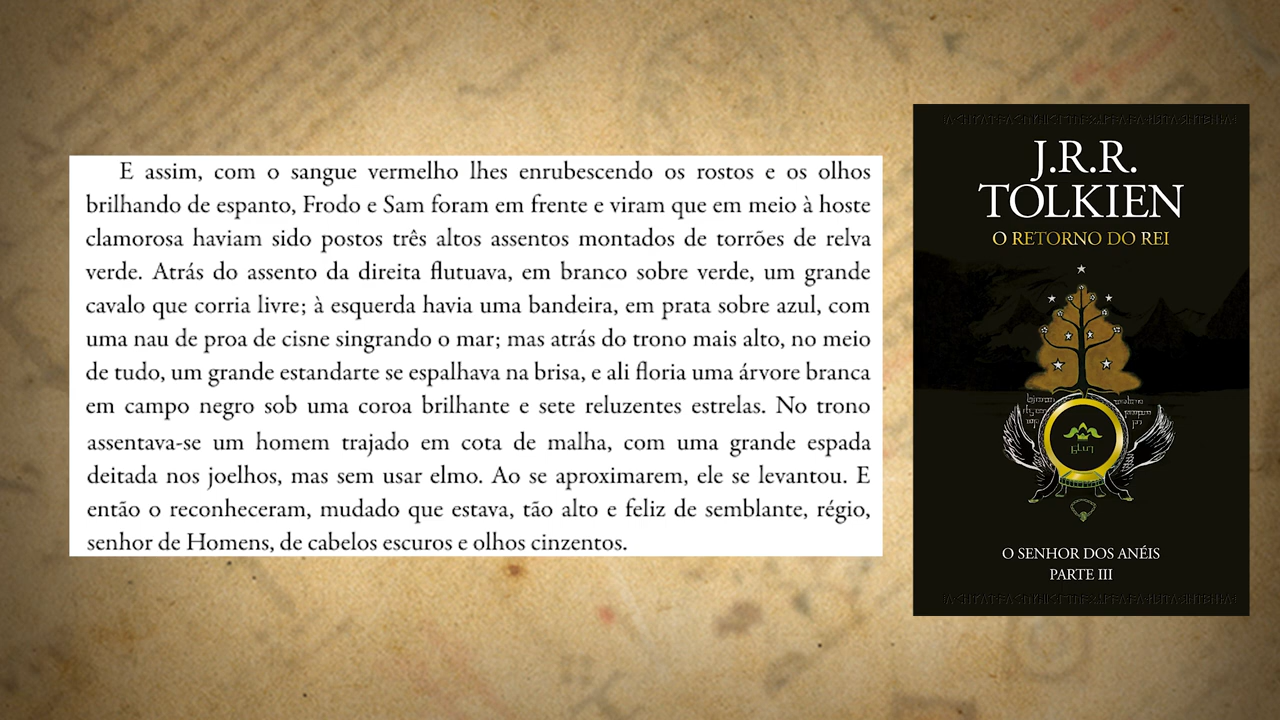 E assim, com o sangue vermelho lhes enrubescendo os rostos e os olhos
brilhando de espanto, Frodo e Sam foram em frente e viram que em meio à hoste
clamorosa haviam sido postos três altos assentos montados de torrões de relva
verde. Atrás do assento da direita flutuava, em branco sobre verde, um grande
cavalo que corria livre; à esquerda havia uma bandeira, em prata sobre azul, com
uma nau de proa de cisne singrando o mar; mas atrás do trono mais alto, no meio
de tudo, um grande estandarte se espalhava na brisa, e ali floria uma árvore branca
em campo negro sob uma coroa brilhante e sete reluzentes estrelas. No trono
assentava-se um homem trajado em cota de malha, com uma grande espada
deitada nos joelhos, mas sem usar elmo. Ao se aproximarem, ele se levantou. E
então o reconheceram, mudado que estava, tão alto e feliz de semblante, régio,
senhor de Homens, de cabelos escuros e olhos cinzentos.
J.R.R.
TOLKIEN
O RETORNO DO REI
O SENHOR DOS ANÉIS
PARTE III